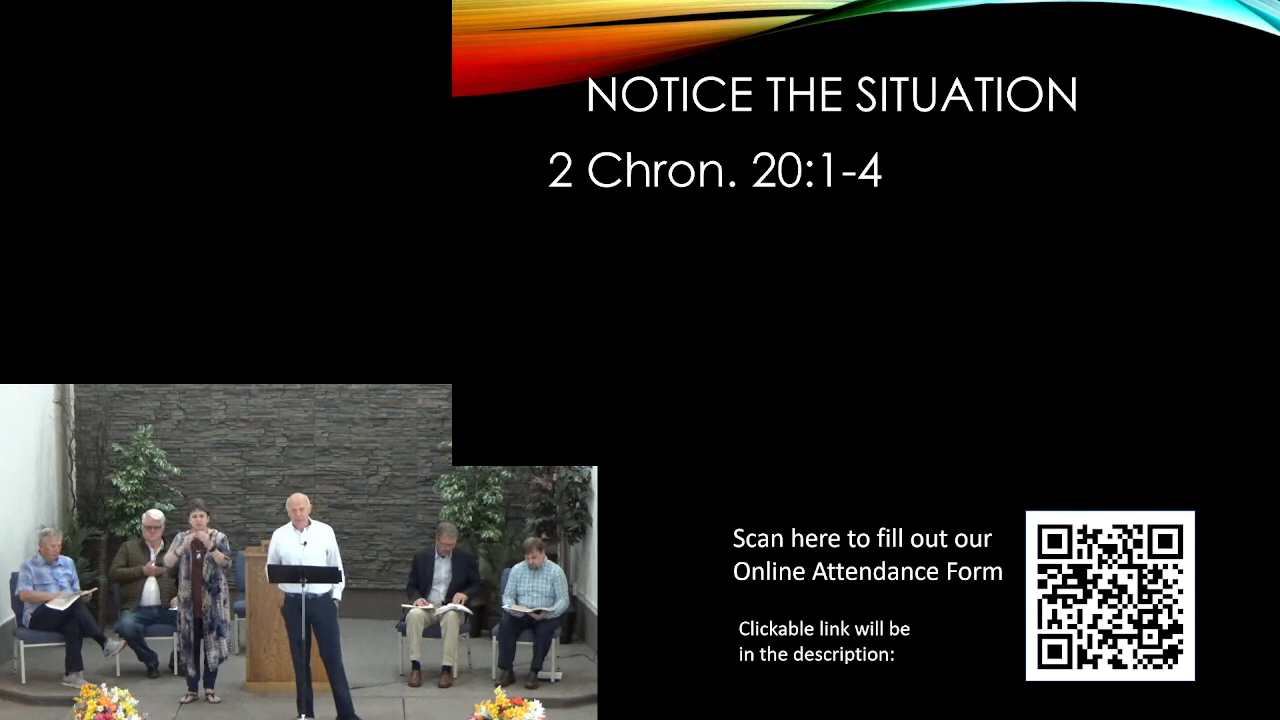 NOTICE THE SITUATION
2 Chron. 20:1-4
Scan here to fill out our
Online Attendance Form
Clickable link will be
in the description: